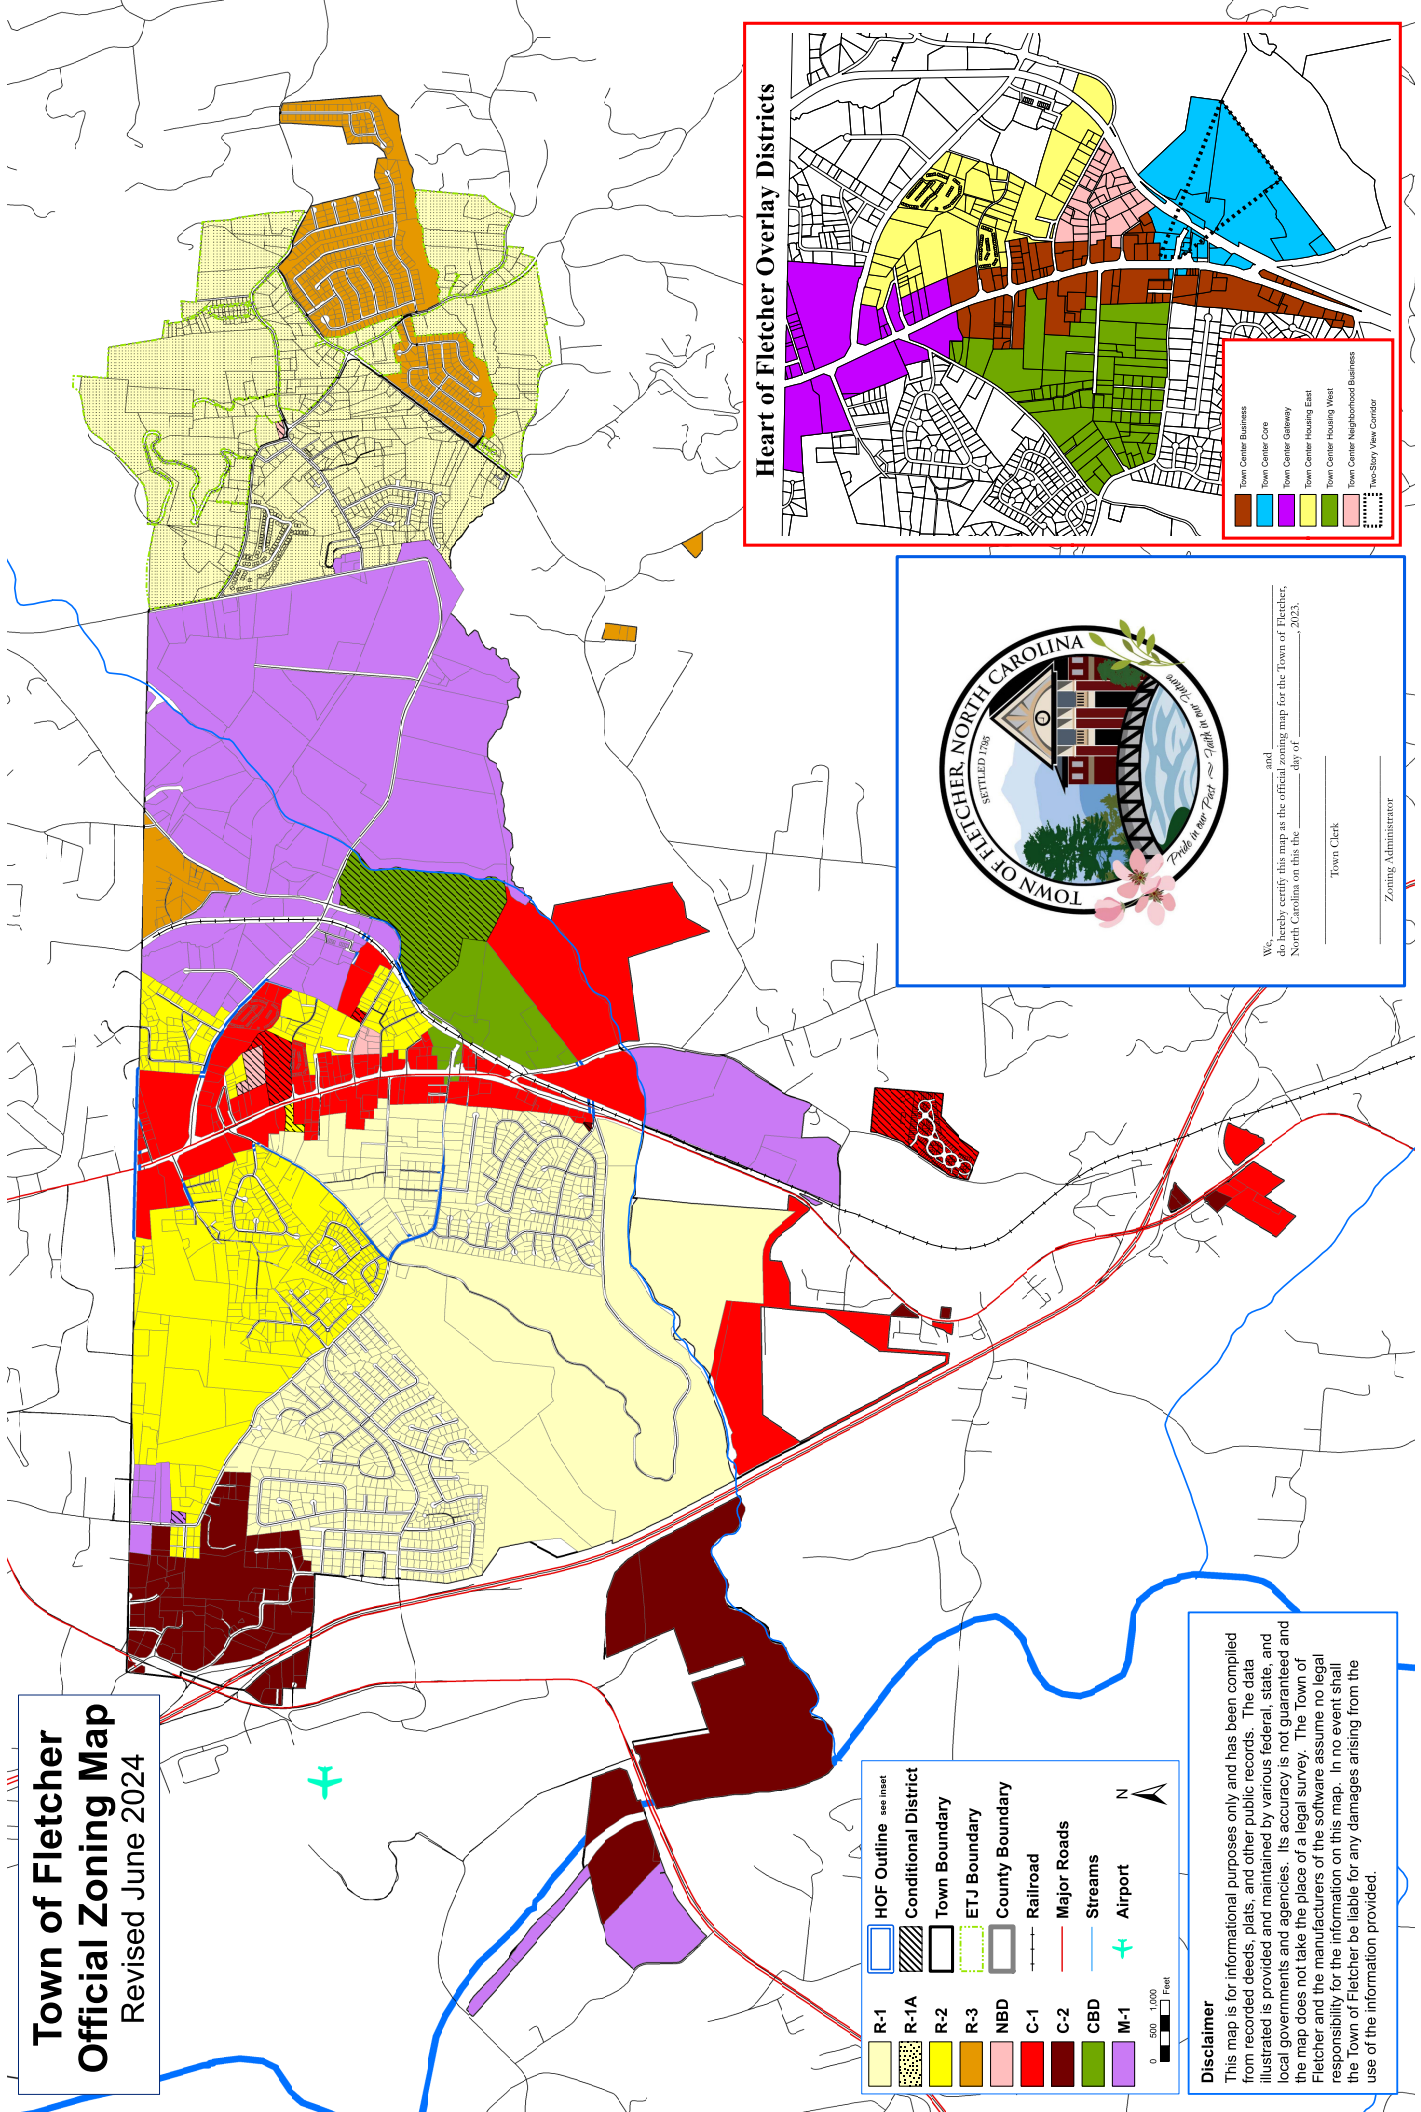 Town of Fletcher
Official Zoning Map
Revised June 2024
Heart of Fletcher Overlay Districts
Town Center Business
Town Center Core
Town Center Gateway
Town Center Housing East
Town Center Housing West
Town Center Neighborhood Business
Two-Story View Corridor
TOWN OF FLETCHER, NORTH CAROLINA
SETTLED 1795
Pride in our Past ~ Faith in our Future
We, ____________________ and ____________________
do hereby certify this map as the official zoning map for the Town of Fletcher,
North Carolina on this the ________ day of ______________, 2023.
Town Clerk
Zoning Administrator
R-1
R-1A
R-2
R-3
NBD
C-1
C-2
CBD
M-1
HOF Outline see inset
Conditional District
Town Boundary
ETJ Boundary
County Boundary
Railroad
Major Roads
Streams
Airport
N
0 500 1,000
Feet
Disclaimer
This map is for informational purposes only and has been compiled
from recorded deeds, plats, and other public records. The data
illustrated is provided and maintained by various federal, state, and
local governments and agencies. Its accuracy is not guaranteed and
the map does not take the place of a legal survey. The Town of
Fletcher and the manufacturers of the software assume no legal
responsibility for the information on this map. In no event shall
the Town of Fletcher be liable for any damages arising from the
use of the information provided.